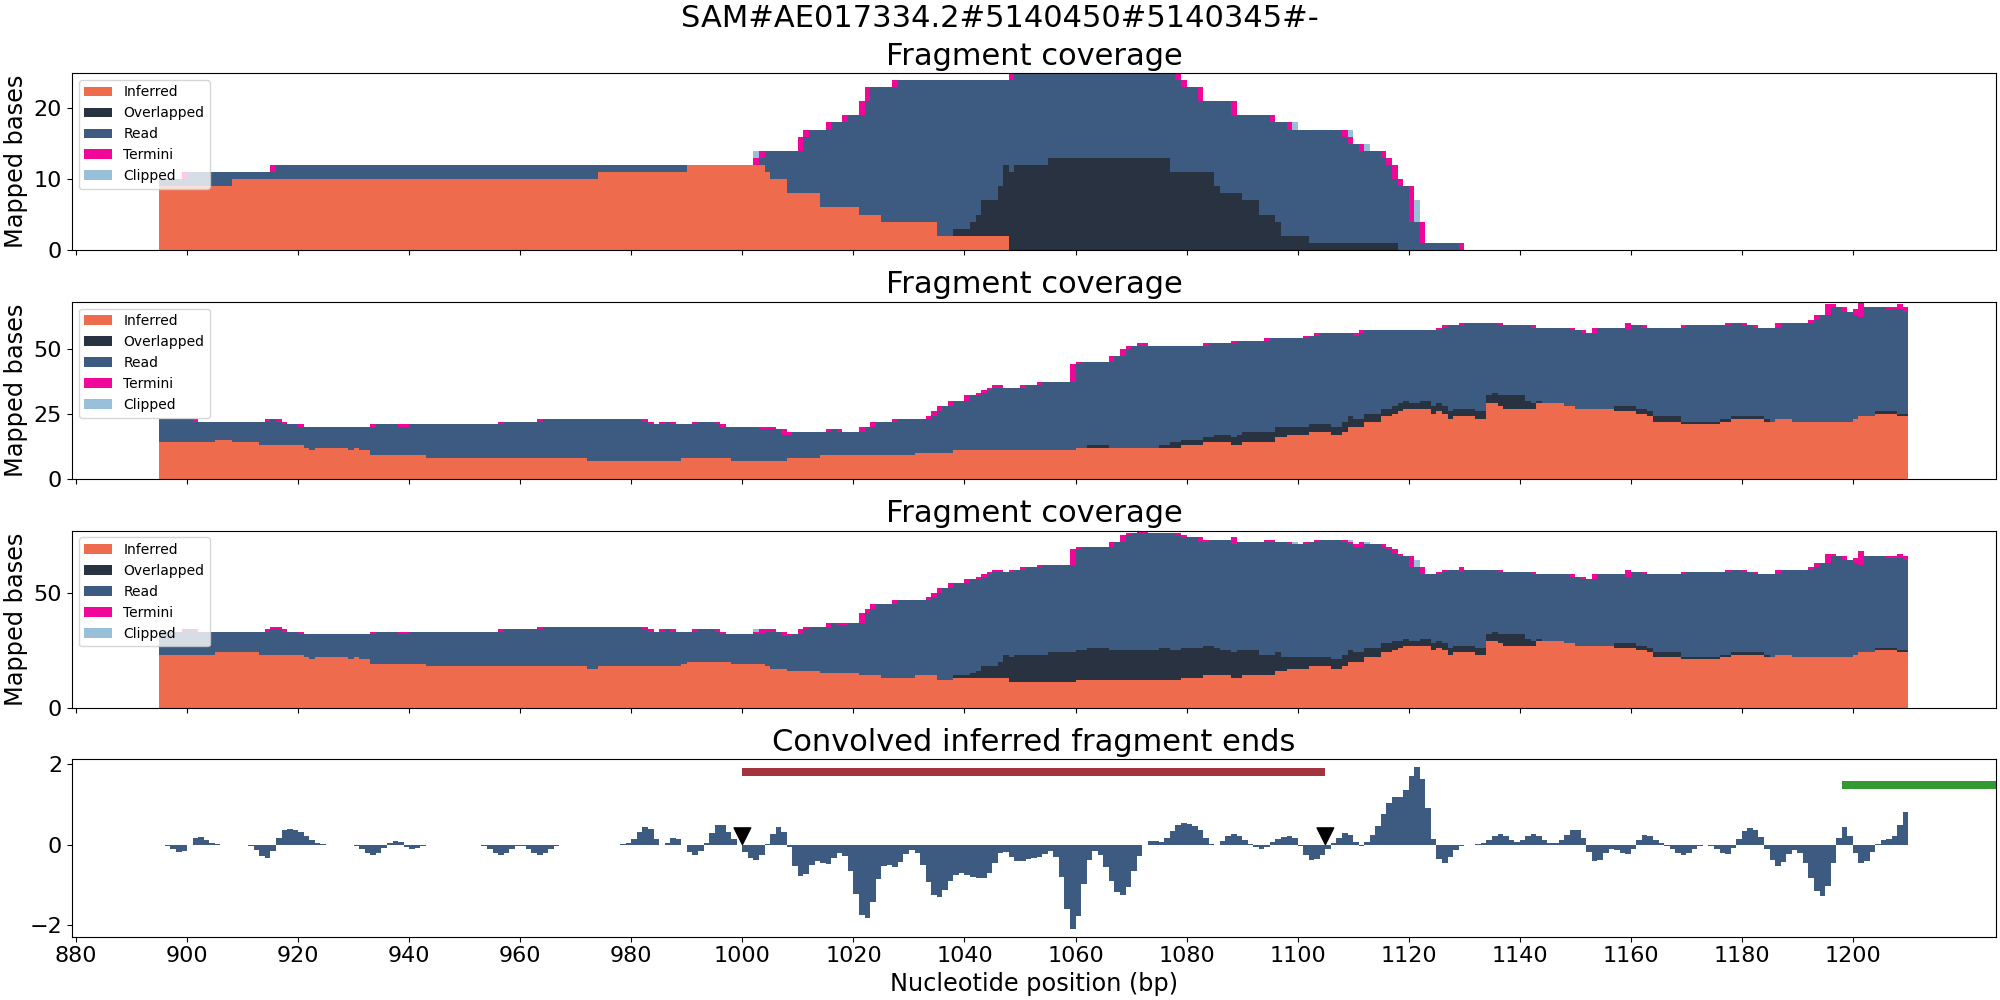 SAM#AE017334.2#5140450#5140345#-
Fragment coverage
Mapped bases
20
10
0
Inferred
Overlapped
Read
Termini
Clipped
Fragment coverage
Mapped bases
50
25
0
Inferred
Overlapped
Read
Termini
Clipped
Fragment coverage
Mapped bases
50
0
Inferred
Overlapped
Read
Termini
Clipped
Convolved inferred fragment ends
2
0
−2
880 900 920 940 960 980 1000 1020 1040 1060 1080 1100 1120 1140 1160 1180 1200
Nucleotide position (bp)